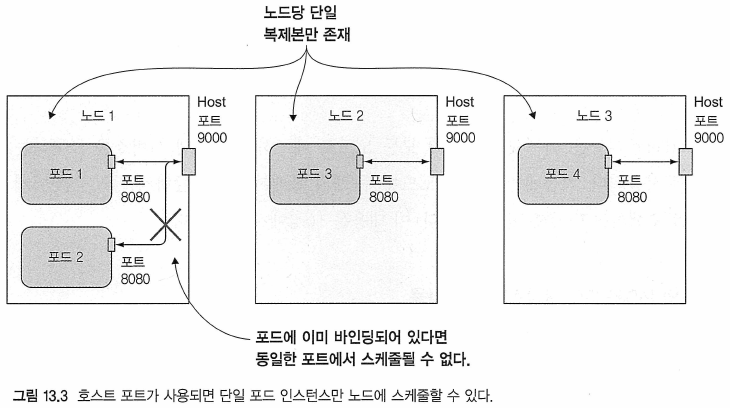 노드당 단일
복제본만 존재
노드 1
Host
포트
9000
포드 1
포트
8080
포드 2
포트
8080
노드 2
Host
포트
9000
포드 3
포트
8080
노드 3
Host
포트
9000
포드 4
포트
8080
포드에 이미 바인딩되어 있다면
동일한 포트에서 스케줄될 수 없다.
그림 13.3 호스트 포트가 사용되면 단일 포드 인스턴스만 노드에 스케줄할 수 있다.